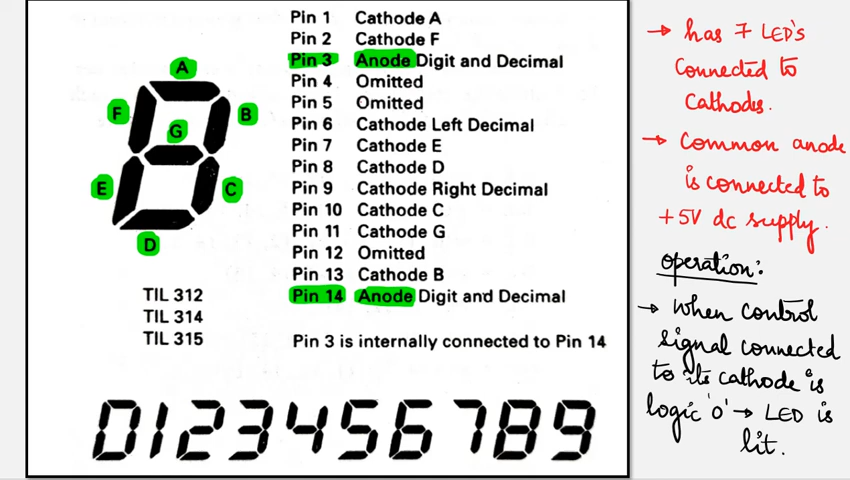 A
F
B
G
E
C
D
TIL 312
TIL 314
TIL 315
Pin 1 Cathode A
Pin 2 Cathode F
Pin 3 Anode Digit and Decimal
Pin 4 Omitted
Pin 5 Omitted
Pin 6 Cathode Left Decimal
Pin 7 Cathode E
Pin 8 Cathode D
Pin 9 Cathode Right Decimal
Pin 10 Cathode C
Pin 11 Cathode G
Pin 12 Omitted
Pin 13 Cathode B
Pin 14 Anode Digit and Decimal
Pin 3 is internally connected to Pin 14
0123456789
→ has 7 LED's
connected to
cathodes.
→ Common anode
is connected to
+5V dc supply.
operation:
→ When control
signal connected
to its cathode is
logic '0' → LED is
lit.